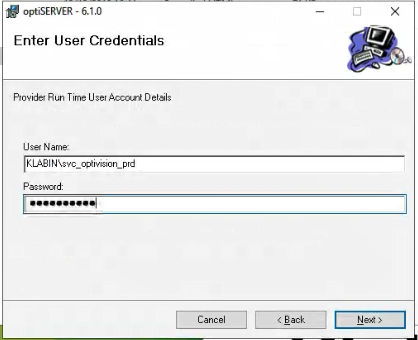 optiSERVER - 6.1.0
Enter User Credentials
Provider Run Time User Account Details
User Name:
KLABIN\svc_optivision_prd
Password:
●●●●●●●●●●
Cancel
< Back
Next >